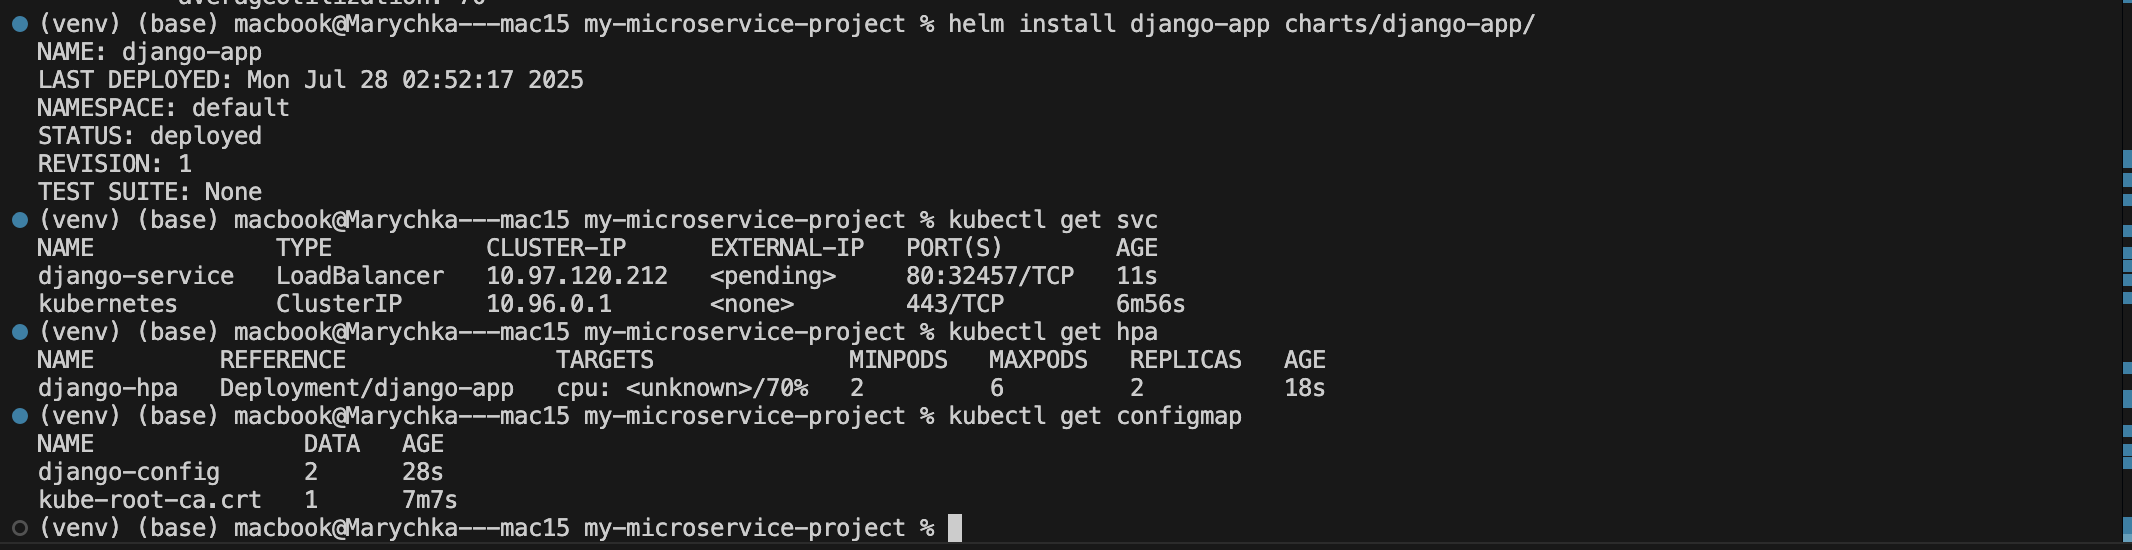 averageUtilization: 70
(venv) (base) macbook@Marychka---mac15 my-microservice-project % helm install django-app charts/django-app/
NAME: django-app
LAST DEPLOYED: Mon Jul 28 02:52:17 2025
NAMESPACE: default
STATUS: deployed
REVISION: 1
TEST SUITE: None
(venv) (base) macbook@Marychka---mac15 my-microservice-project % kubectl get svc
NAME             TYPE           CLUSTER-IP      EXTERNAL-IP   PORT(S)        AGE
django-service   LoadBalancer   10.97.120.212   <pending>     80:32457/TCP   11s
kubernetes       ClusterIP      10.96.0.1       <none>        443/TCP        6m56s
(venv) (base) macbook@Marychka---mac15 my-microservice-project % kubectl get hpa
NAME         REFERENCE               TARGETS              MINPODS   MAXPODS   REPLICAS   AGE
django-hpa   Deployment/django-app   cpu: <unknown>/70%   2         6         2          18s
(venv) (base) macbook@Marychka---mac15 my-microservice-project % kubectl get configmap
NAME               DATA   AGE
django-config      2      28s
kube-root-ca.crt   1      7m7s
(venv) (base) macbook@Marychka---mac15 my-microservice-project %